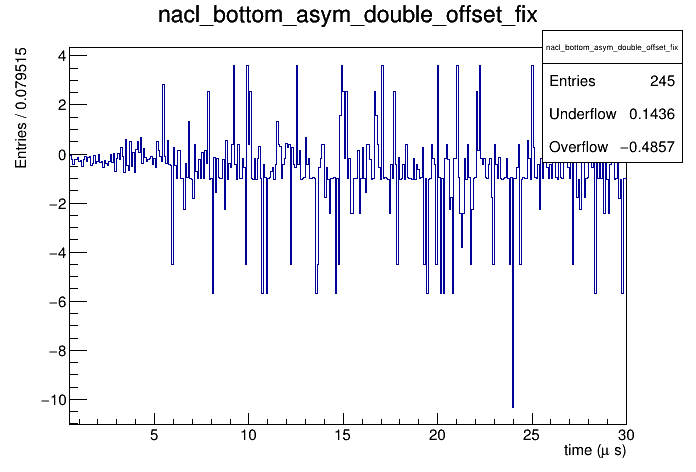 nacl_bottom_asym_double_offset_fix
nacl_bottom_asym_double_offset_fix
Entries 245
Underflow 0.1436
Overflow −0.4857
Entries / 0.079515
4
2
0
−2
−4
−6
−8
−10
5 10 15 20 25 30
time (μ s)